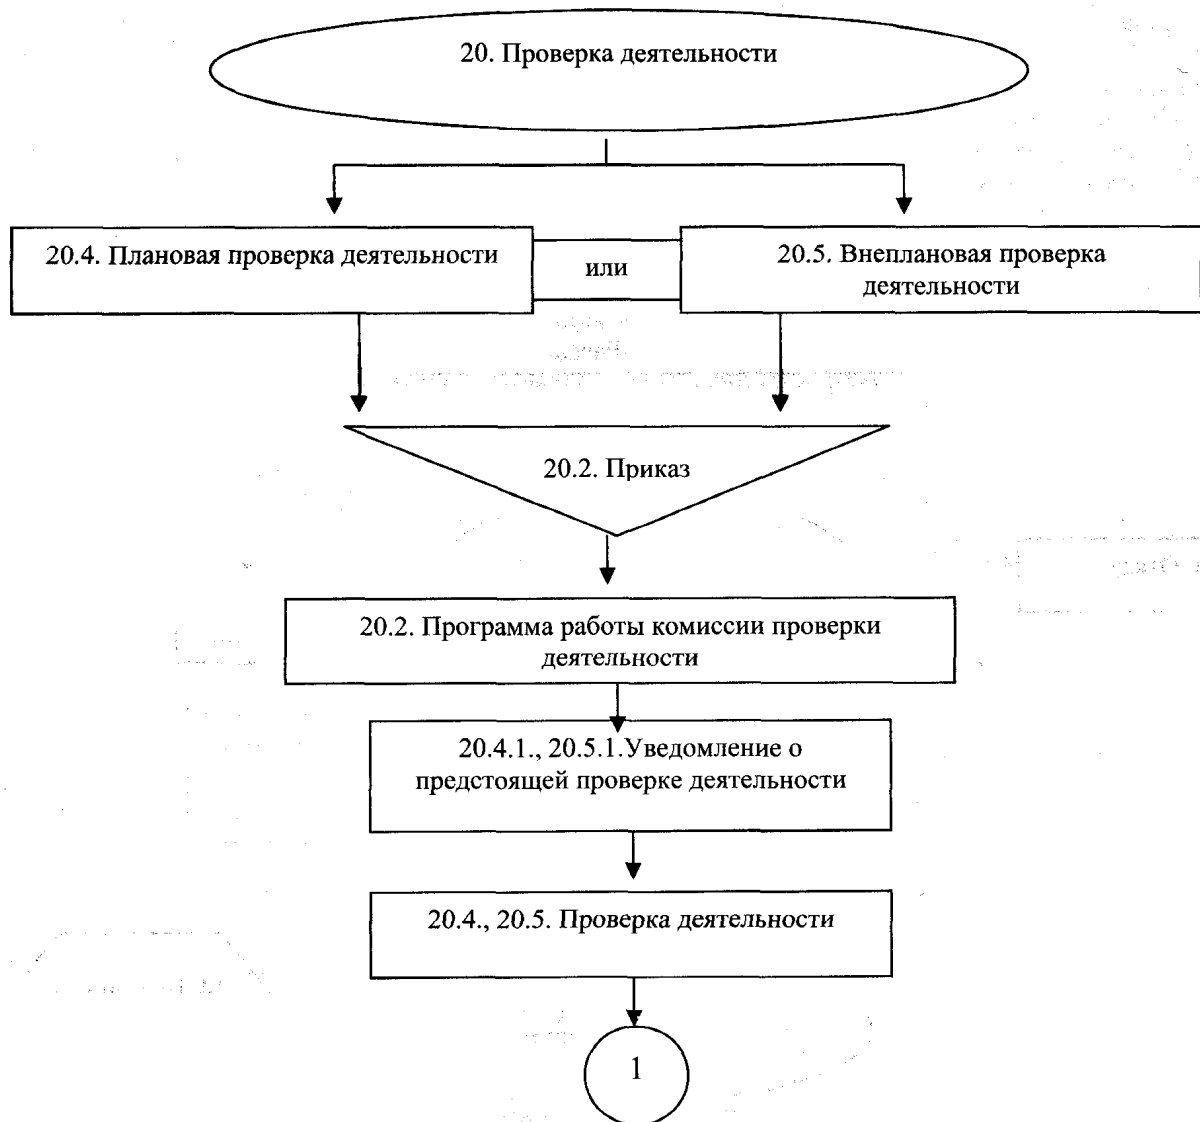 20. Проверка деятельности
20.4. Плановая проверка деятельности
или
20.5. Внеплановая проверка
деятельности
20.2. Приказ
20.2. Программа работы комиссии проверки
деятельности
20.4.1., 20.5.1.Уведомление о
предстоящей проверке деятельности
20.4., 20.5. Проверка деятельности
1